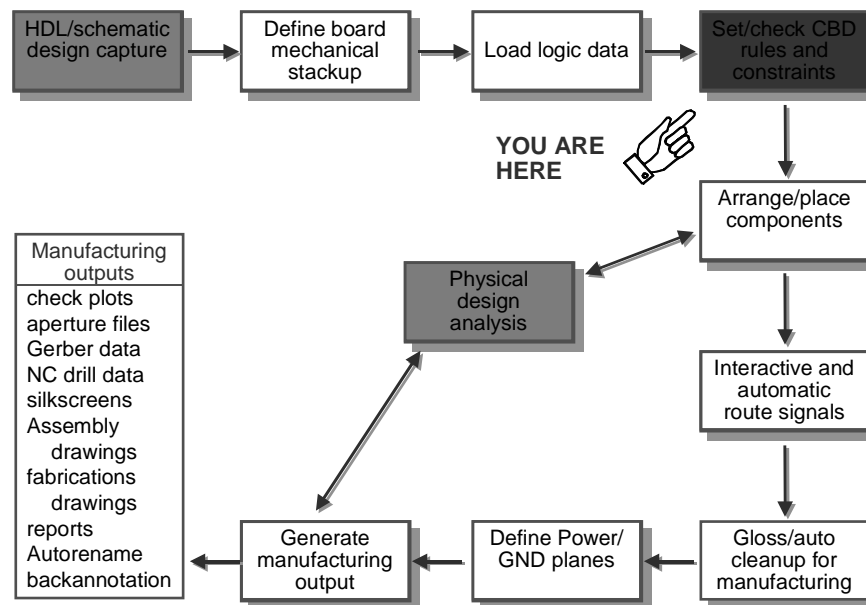 HDL/schematic
design capture
Define board
mechanical
stackup
Load logic data
Set/check CBD
rules and
constraints
YOU ARE
HERE
Arrange/place
components
Manufacturing
outputs
check plots
aperture files
Gerber data
NC drill data
silkscreens
Assembly
drawings
fabrications
drawings
reports
Autorename
backannotation
Physical
design
analysis
Interactive and
automatic
route signals
Generate
manufacturing
output
Define Power/
GND planes
Gloss/auto
cleanup for
manufacturing